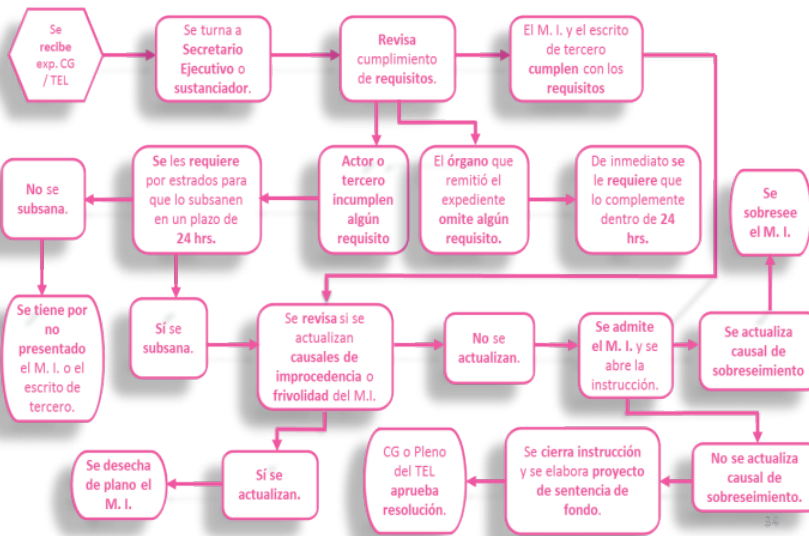 Se
recibe
exp. CG
/ TEL
Se turna a
Secretario
Ejecutivo o
sustanciador.
Revisa
cumplimiento
de requisitos.
El M. I. y el escrito
de tercero
cumplen con los
requisitos
No se
subsana.
Se les requiere
por estrados para
que lo subsanen
en un plazo de
24 hrs.
Actor o
tercero
incumplen
algún
requisito
El órgano que
remitió el
expediente
omite algún
requisito.
De inmediato se
le requiere que
lo complemente
dentro de 24
hrs.
Se
sobresee
el M. I.
Se tiene por
no
presentado
el M. I. o el
escrito de
tercero.
Sí se
subsana.
Se revisa si se
actualizan
causales de
improcedencia o
frivolidad del M.I.
No se
actualizan.
Se admite
el M. I. y se
abre la
instrucción.
Se actualiza
causal de
sobreseimiento
Se desecha
de plano el
M. I.
Sí se
actualizan.
CG o Pleno
del TEL
aprueba
resolución.
Se cierra instrucción
y se elabora proyecto
de sentencia de
fondo.
No se actualiza
causal de
sobreseimiento.
34